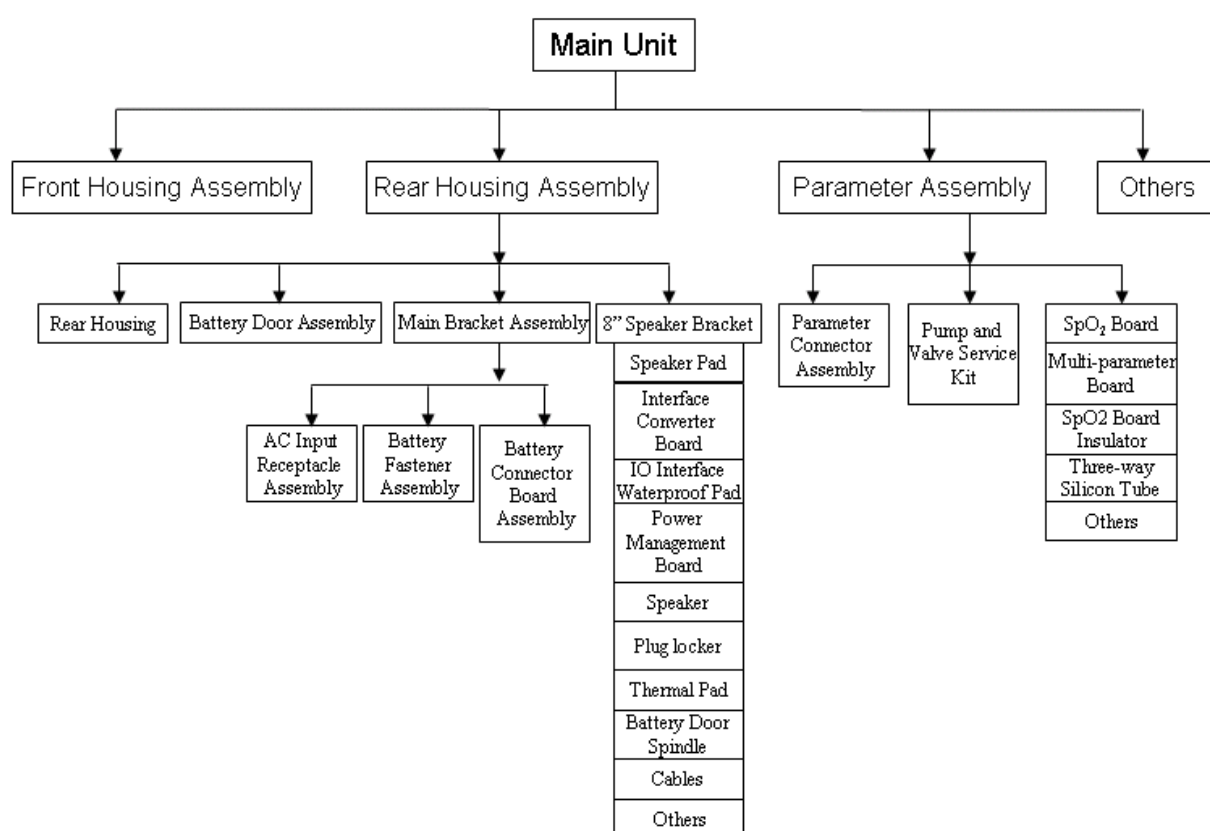 Main Unit
Front Housing Assembly
Rear Housing Assembly
Parameter Assembly
Others
Rear Housing
Battery Door Assembly
Main Bracket Assembly
8” Speaker Bracket
Speaker Pad
Interface
Converter
Board
IO Interface
Waterproof Pad
Power
Management
Board
Speaker
Plug locker
Thermal Pad
Battery Door
Spindle
Cables
Others
AC Input
Receptacle
Assembly
Battery
Fastener
Assembly
Battery
Connector
Board
Assembly
Parameter
Connector
Assembly
Pump and
Valve Service
Kit
SpO₂ Board
Multi-parameter
Board
SpO2 Board
Insulator
Three-way
Silicon Tube
Others